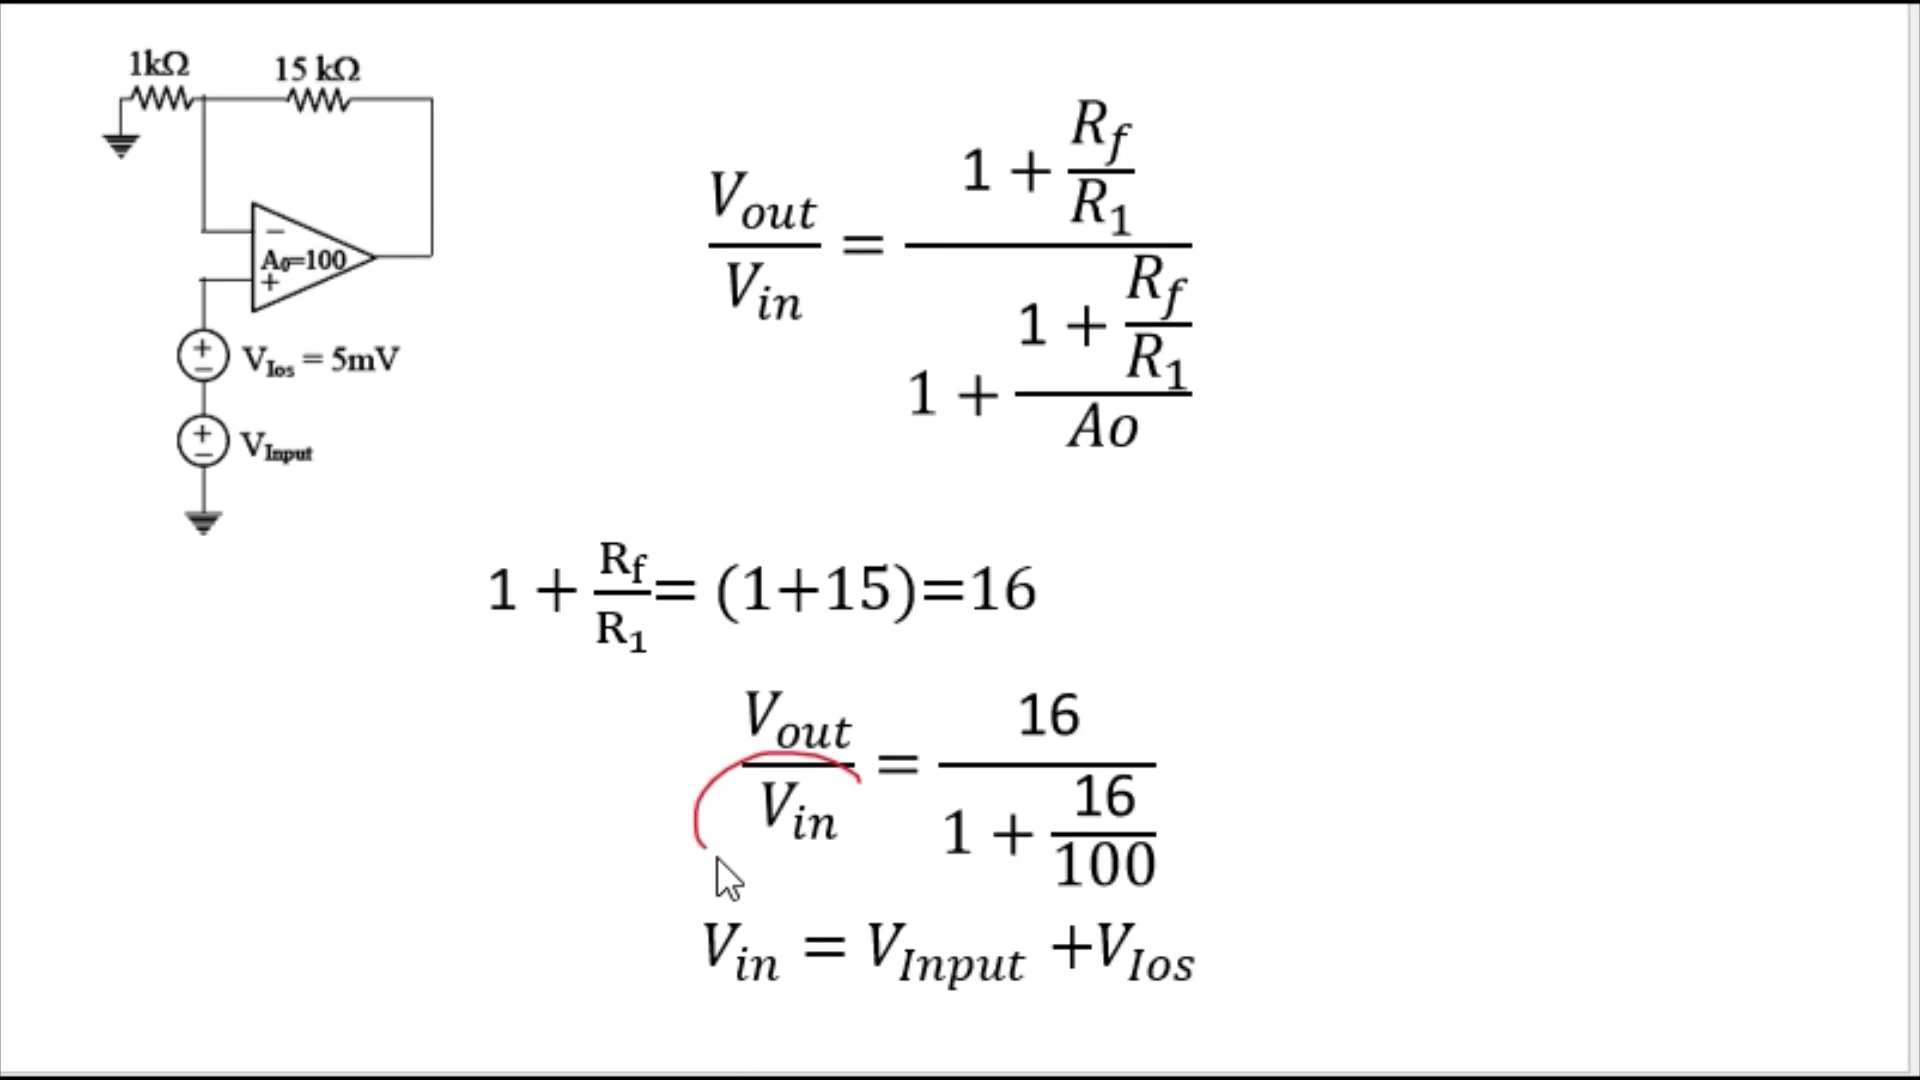 1kΩ
15 kΩ
−
A₀=100
+
+
−
V_Ios = 5mV
+
−
V_Input
V_out / V_in = (1 + R_f / R_1) / (1 + (1 + R_f / R_1) / Ao)
1 + R_f / R_1 = (1+15)=16
V_out / V_in = 16 / (1 + 16 / 100)
V_in = V_Input +V_Ios